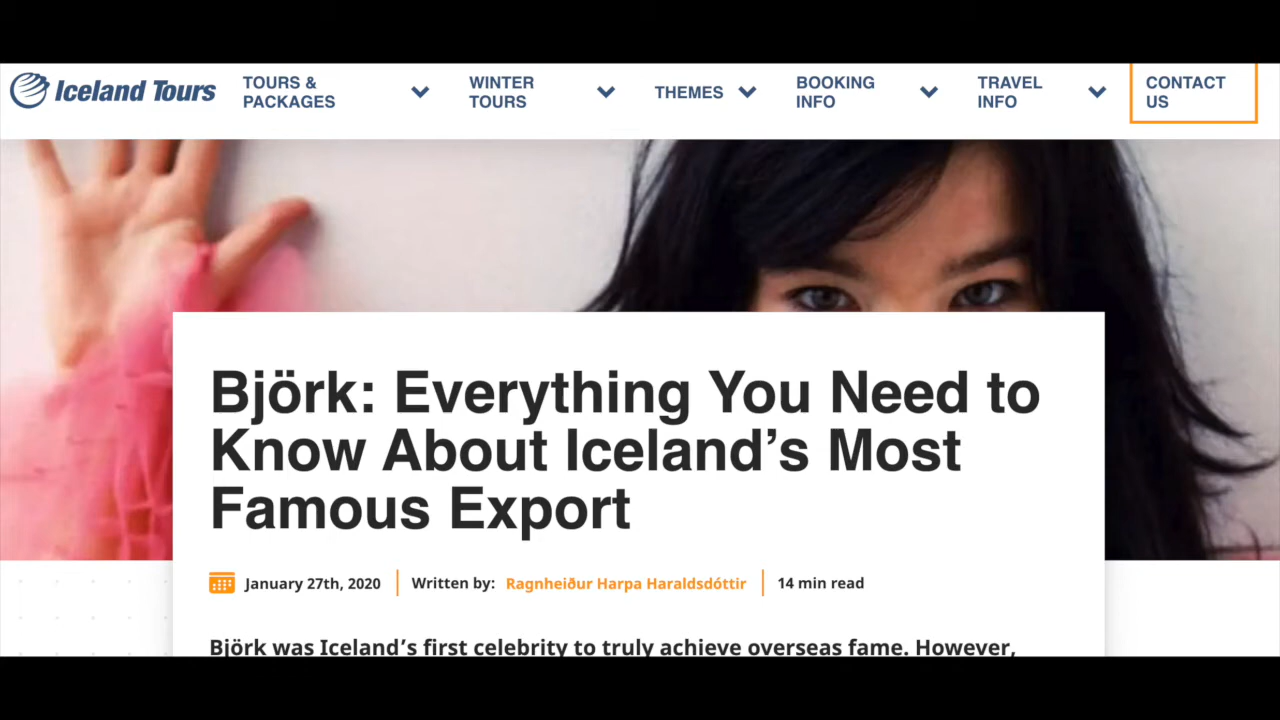 Iceland Tours
TOURS &
PACKAGES
WINTER
TOURS
THEMES
BOOKING
INFO
TRAVEL
INFO
CONTACT
US
Björk: Everything You Need to
Know About Iceland’s Most
Famous Export
January 27th, 2020 Written by: Ragnheiður Harpa Haraldsdóttir 14 min read
Björk was Iceland’s first celebrity to truly achieve overseas fame. However,